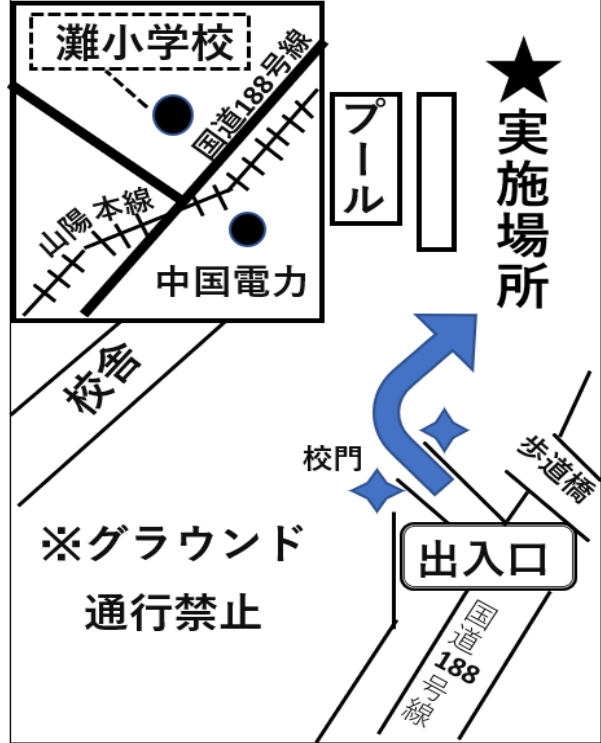 灘小学校
国道188号線
山陽本線
中国電力
プール
★実施場所
校舎
校門
歩道橋
※グラウンド
通行禁止
出入口
国道188号線